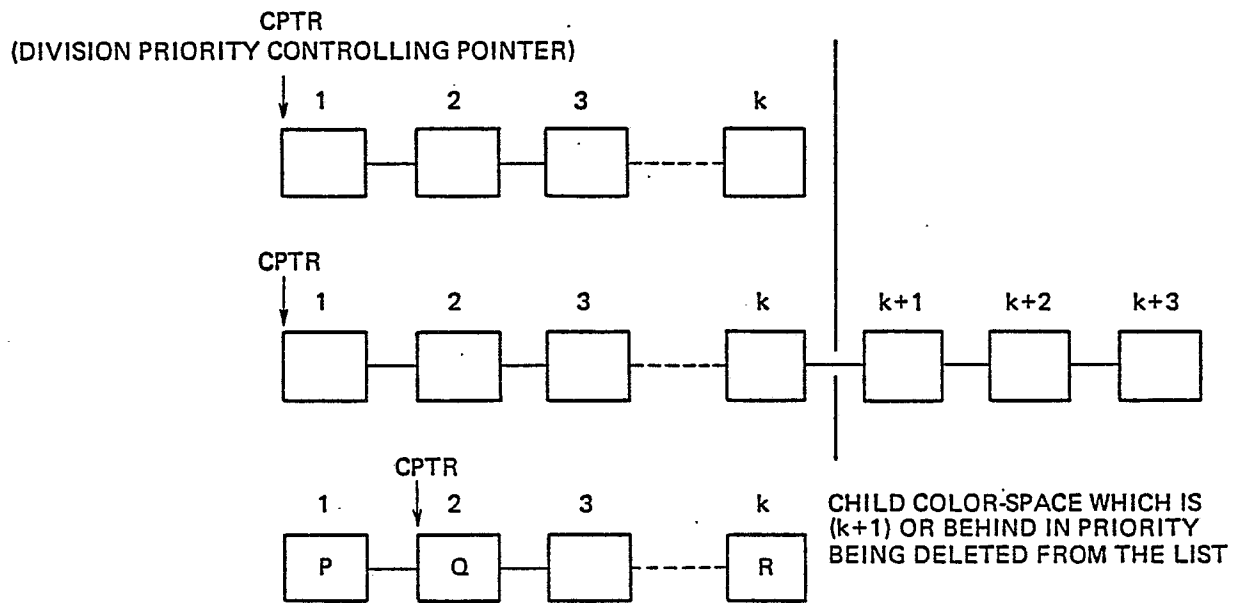 CPTR
(DIVISION PRIORITY CONTROLLING POINTER)
1 2 3 k
CPTR
1 2 3 k k+1 k+2 k+3
CPTR
1 2 3 k
P Q R
CHILD COLOR-SPACE WHICH IS
(k+1) OR BEHIND IN PRIORITY
BEING DELETED FROM THE LIST